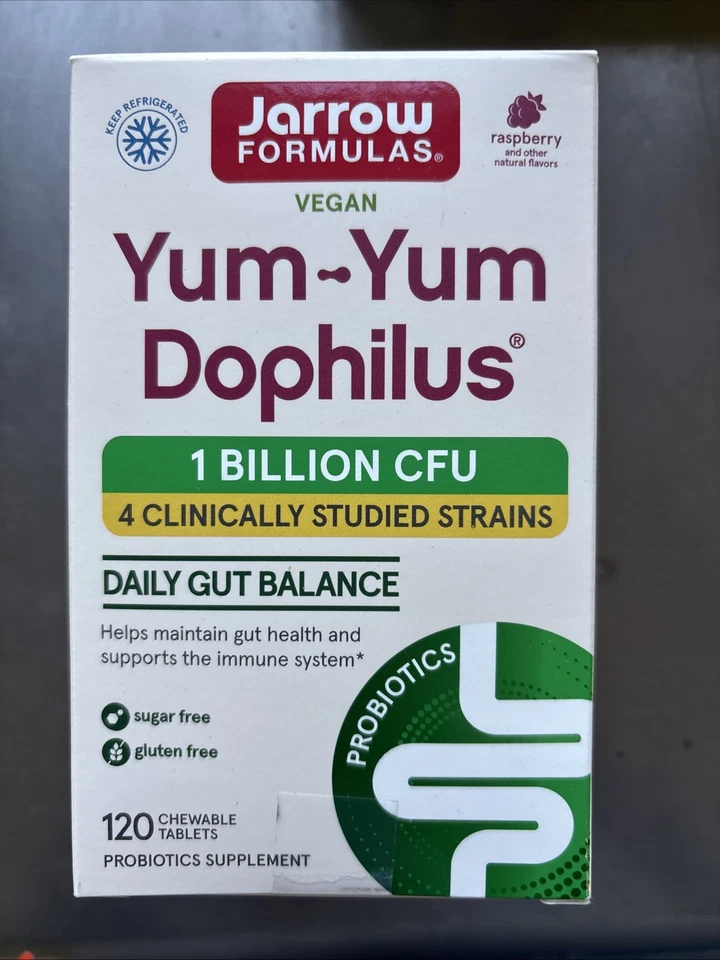 KEEP REFRIGERATED
Jarrow
FORMULAS®
raspberry
and other
natural flavors
VEGAN
Yum-Yum
Dophilus®
1 BILLION CFU
4 CLINICALLY STUDIED STRAINS
DAILY GUT BALANCE
Helps maintain gut health and
supports the immune system*
PROBIOTICS
sugar free
gluten free
120 CHEWABLE
TABLETS
PROBIOTICS SUPPLEMENT